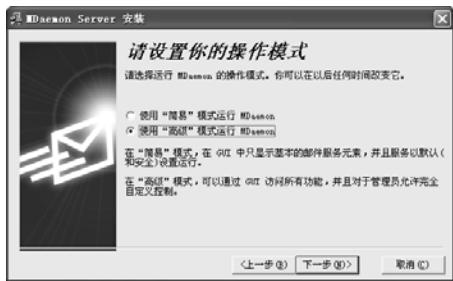 MDaemon Server 安装
请设置你的操作模式
请选择运行 MDaemon 的操作模式。你可以在以后任何时间改变它。
使用 “简易” 模式运行 MDaemon
使用 “高级” 模式运行 MDaemon
在 “简易” 模式，在 GUI 中只显示基本的邮件服务元素，并且服务以默认(
和安全)设置运行。
在 “高级” 模式，可以通过 GUI 访问所有功能，并且对于管理员允许完全
自定义控制。
<上一步(B) 下一步(N)> 取消(C)